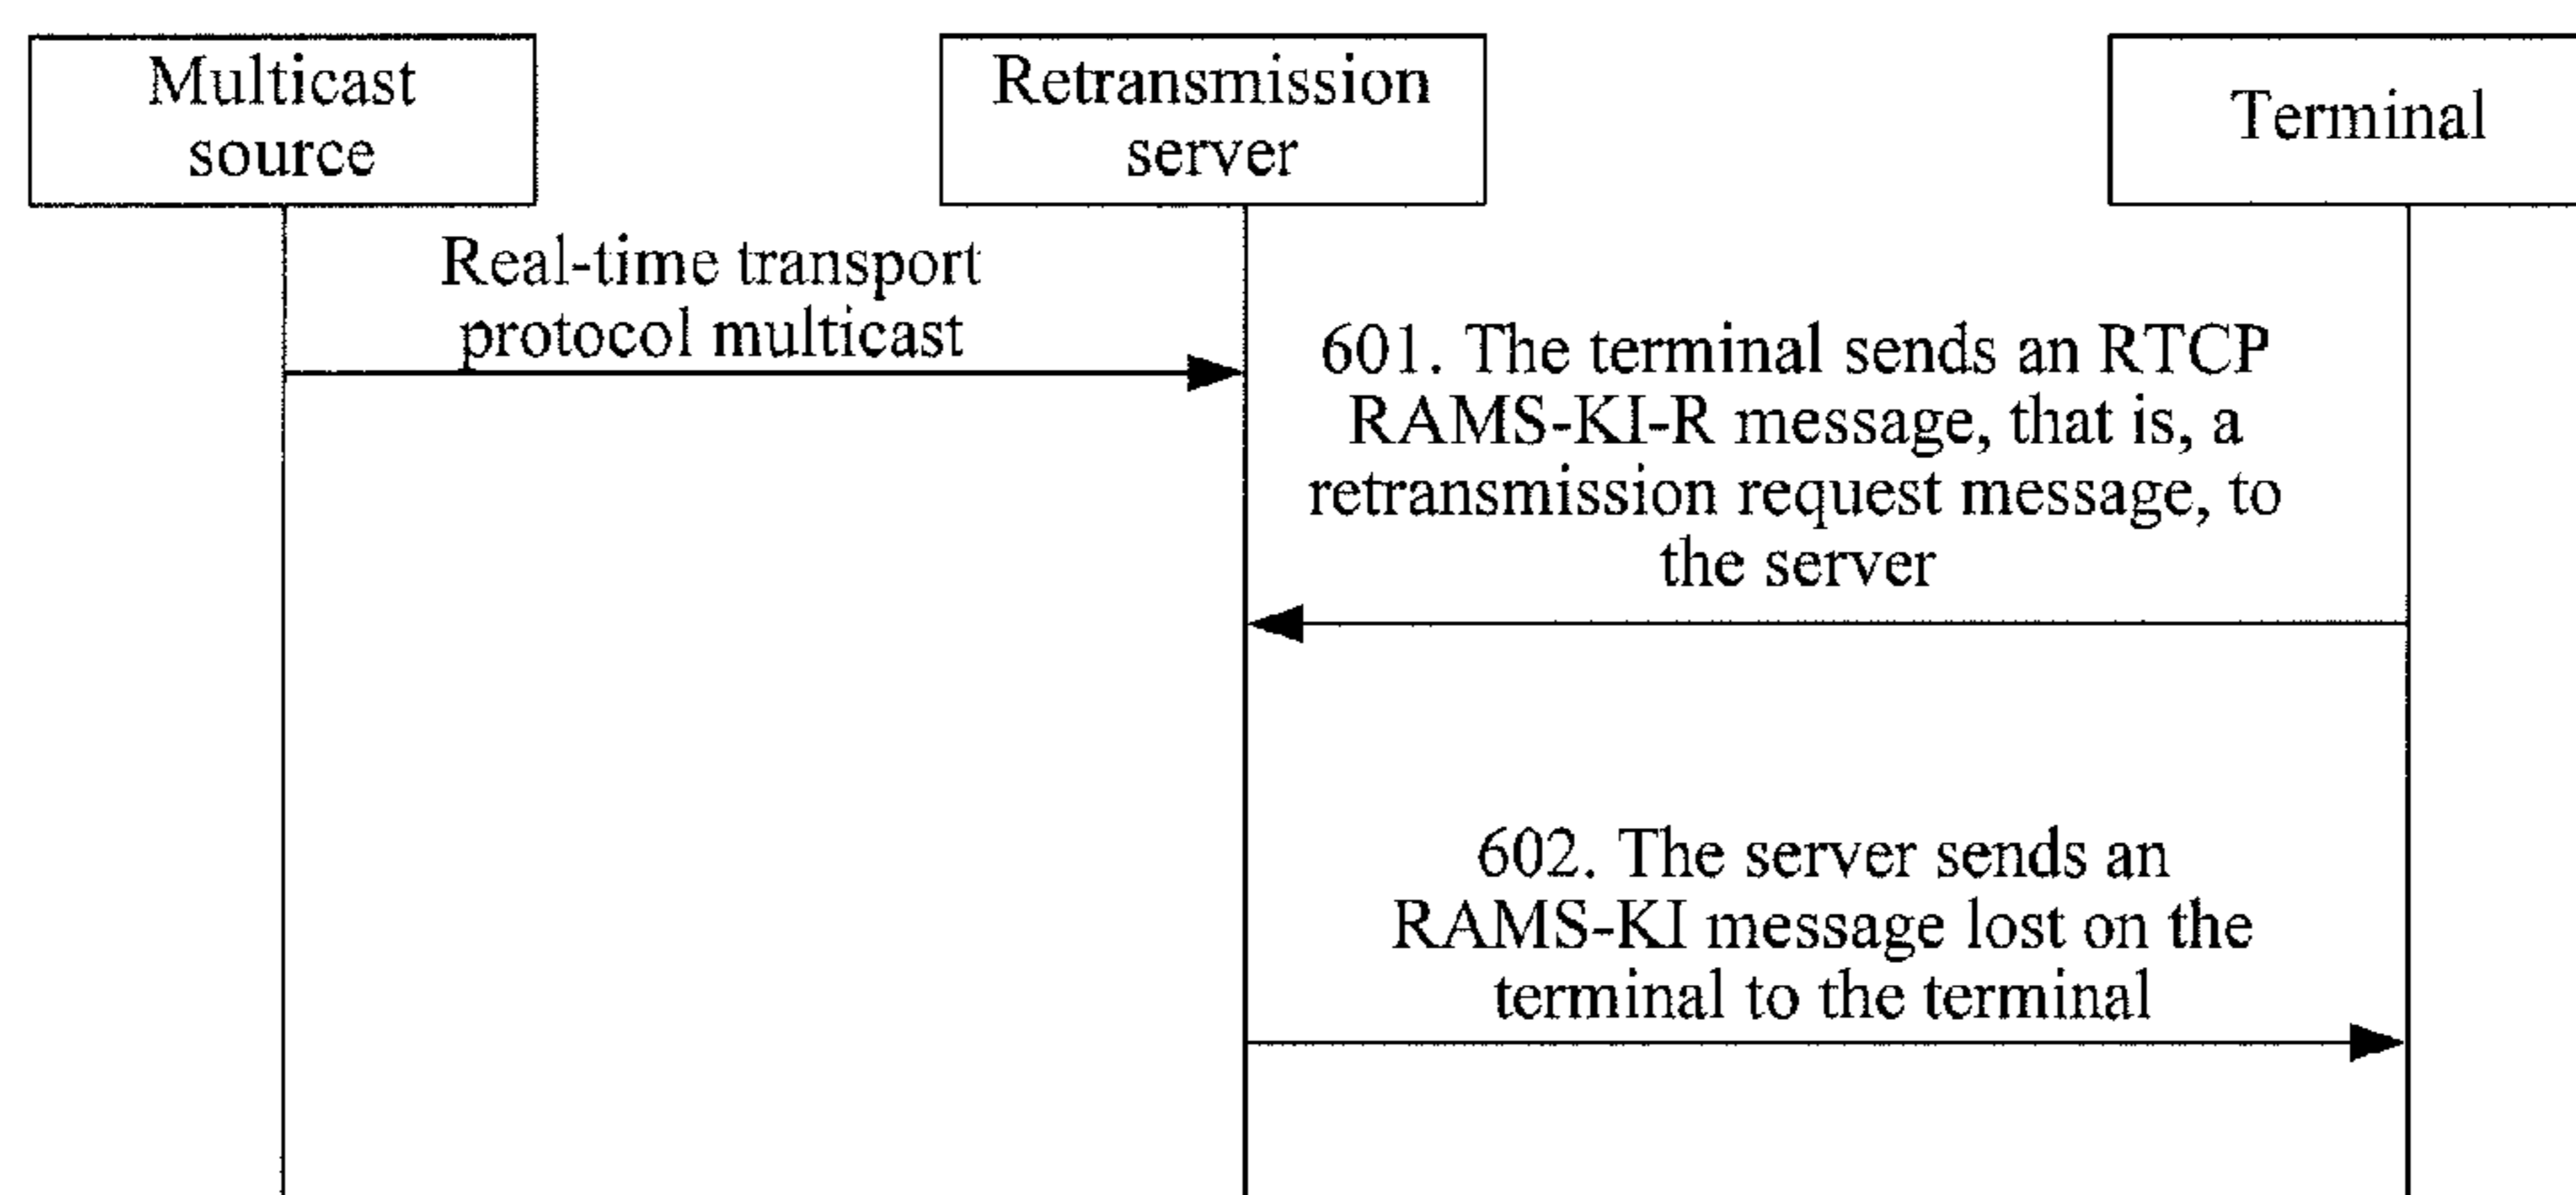 Multicast
source
Retransmission
server
Terminal
Real-time transport
protocol multicast
601. The terminal sends an RTCP
RAMS-KI-R message, that is, a
retransmission request message, to
the server
602. The server sends an
RAMS-KI message lost on the
terminal to the terminal